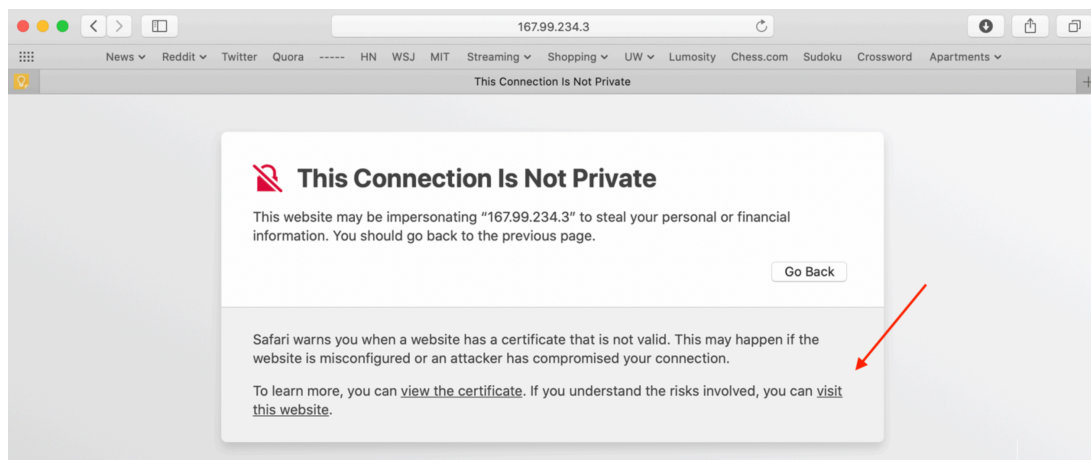 167.99.234.3
News Reddit Twitter Quora ----- HN WSJ MIT Streaming Shopping UW Lumosity Chess.com Sudoku Crossword Apartments
This Connection Is Not Private
This Connection Is Not Private
This website may be impersonating “167.99.234.3” to steal your personal or financial
information. You should go back to the previous page.
Go Back
Safari warns you when a website has a certificate that is not valid. This may happen if the
website is misconfigured or an attacker has compromised your connection.
To learn more, you can view the certificate. If you understand the risks involved, you can visit
this website.